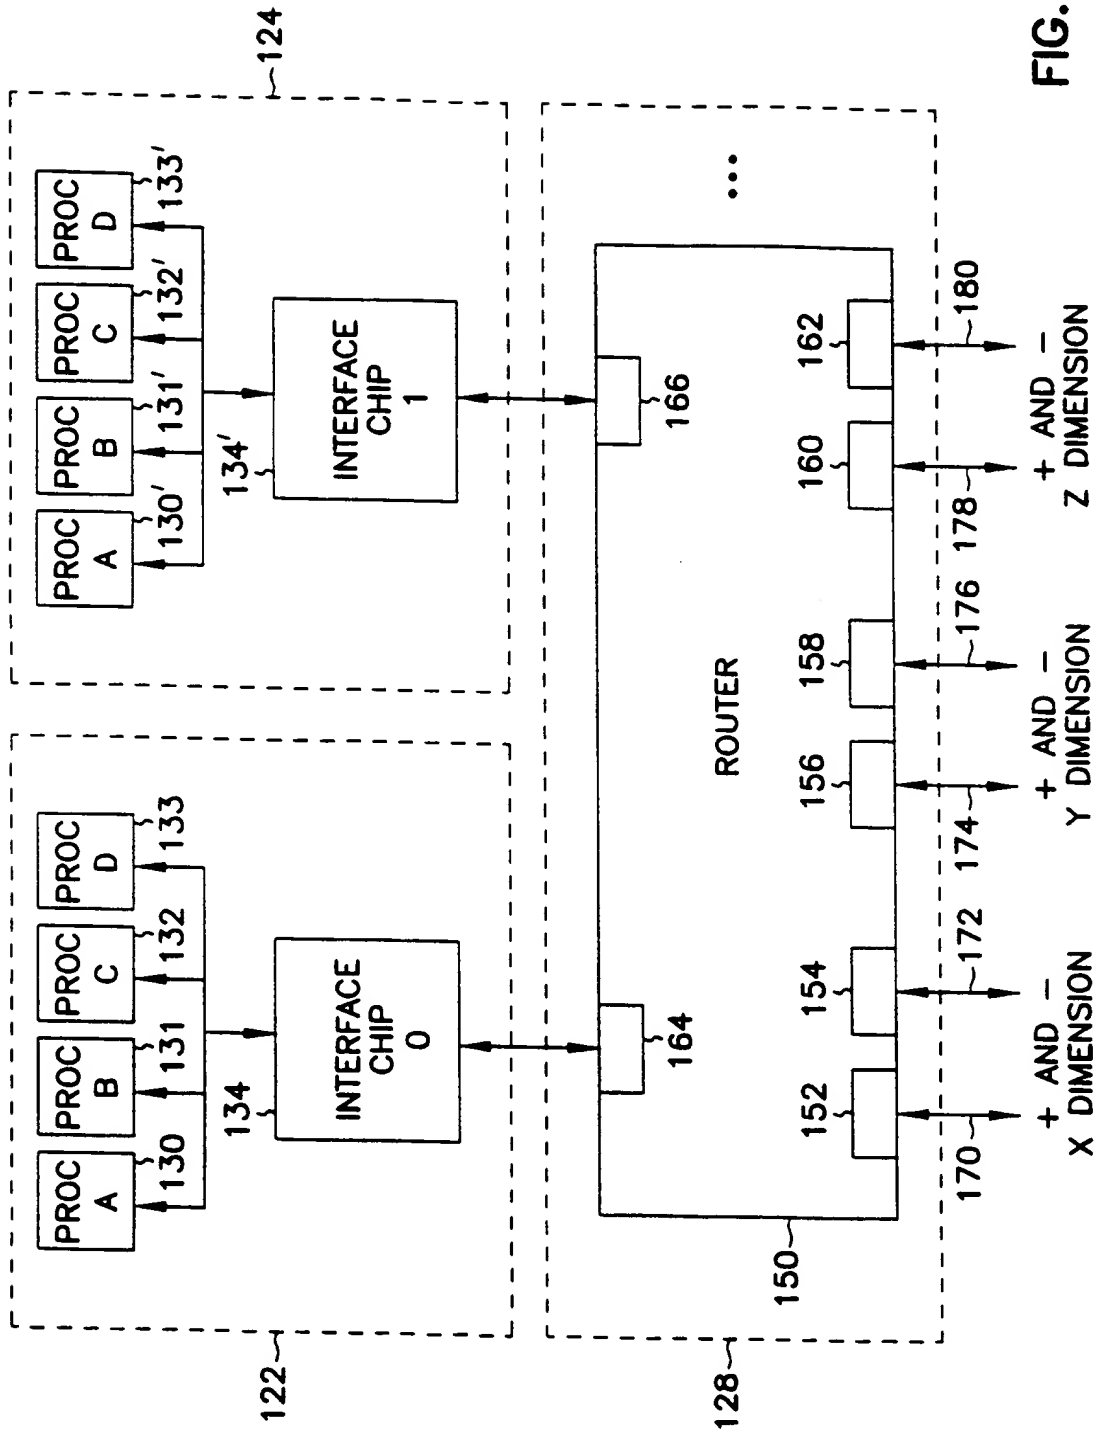 PROC A
PROC B
PROC C
PROC D
130
131
132
133
134
INTERFACE CHIP 0
122
PROC A
PROC B
PROC C
PROC D
130'
131'
132'
133'
134'
INTERFACE CHIP 1
124
164
166
ROUTER
...
152
154
156
158
160
162
150
128
170
172
174
176
178
180
+ AND −
X DIMENSION
+ AND −
Y DIMENSION
+ AND −
Z DIMENSION
FIG.